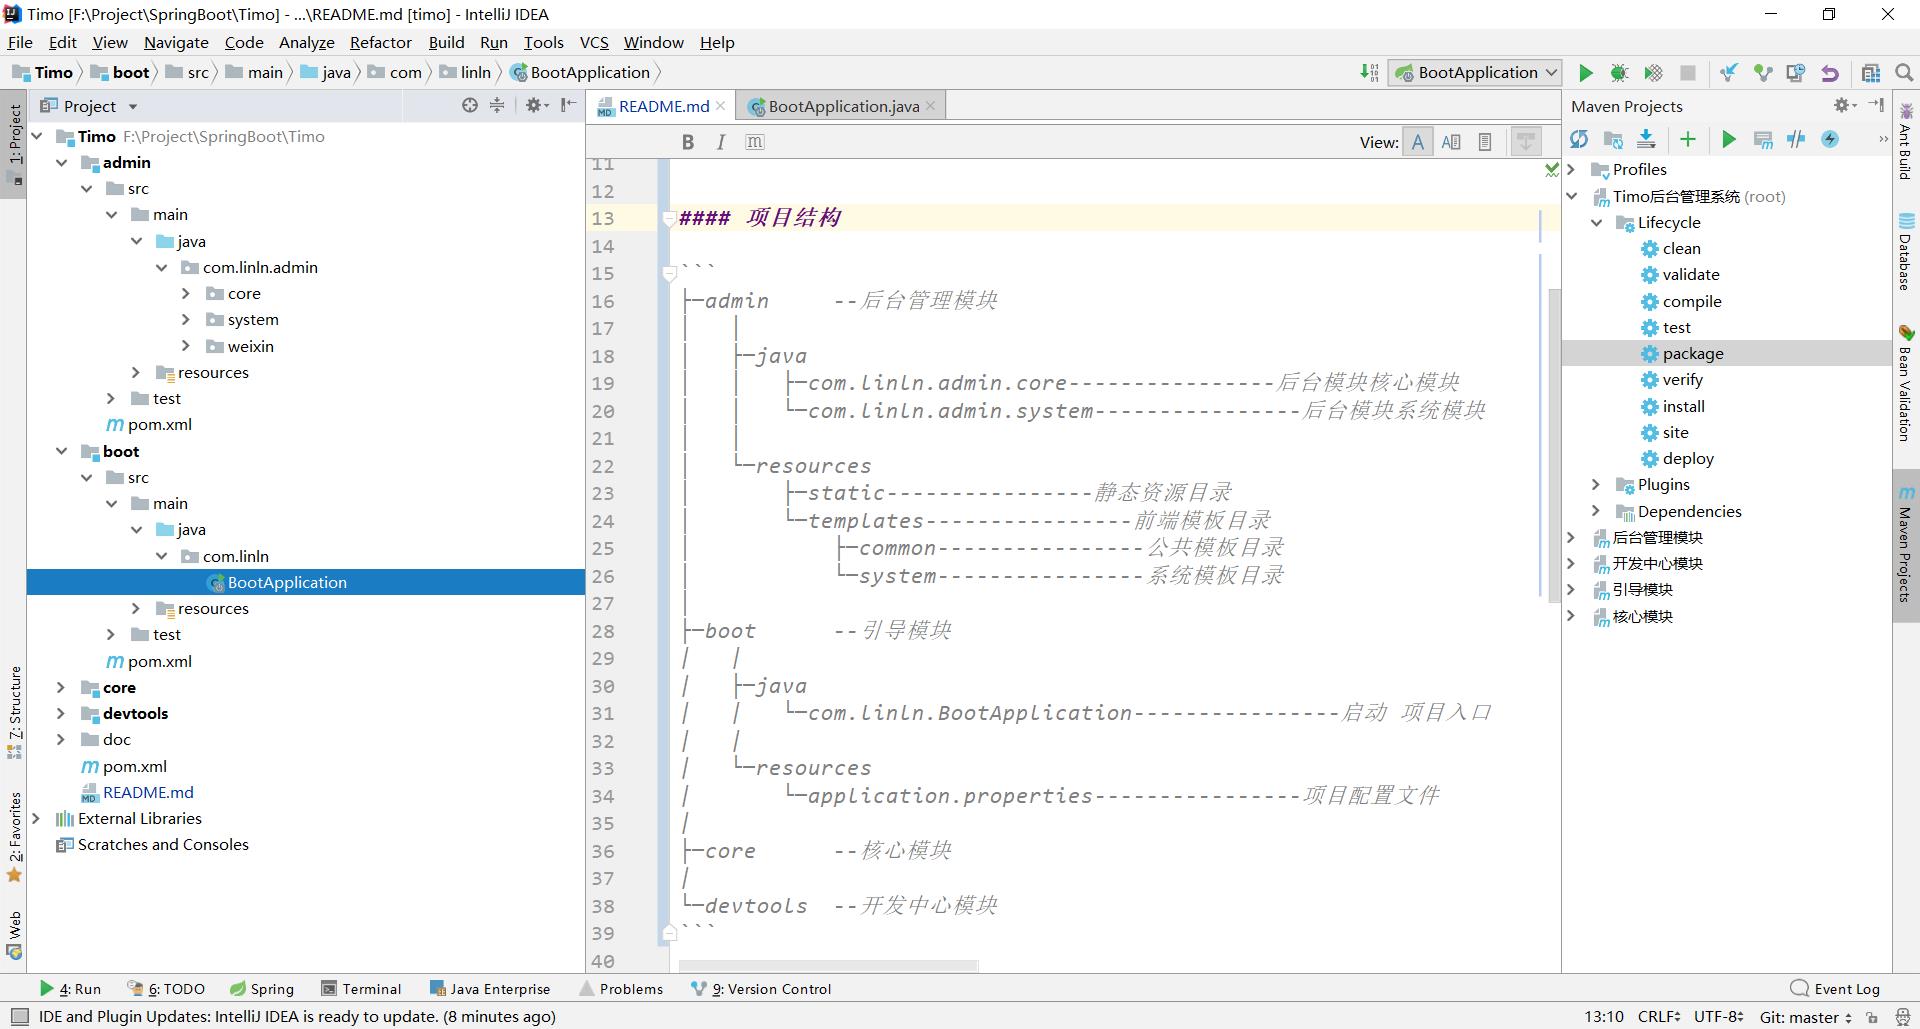 Timo [F:\Project\SpringBoot\Timo] - ...\README.md [timo] - IntelliJ IDEA
File Edit View Navigate Code Analyze Refactor Build Run Tools VCS Window Help
Timo boot src main java com linln BootApplication
BootApplication
Project
README.md
BootApplication.java
Maven Projects
1: Project
7: Structure
2: Favorites
Web
Timo F:\Project\SpringBoot\Timo
admin
src
main
java
com.linln.admin
core
system
weixin
resources
test
pom.xml
boot
src
main
java
com.linln
BootApplication
resources
test
pom.xml
core
devtools
doc
pom.xml
README.md
External Libraries
Scratches and Consoles
B I m
View:
11
12
13 #### 项目结构
14
15 ```
16 ├─admin --后台管理模块
17 │ │
18 │ ├─java
19 │ │ ├─com.linln.admin.core----------------后台模块核心模块
20 │ │ └─com.linln.admin.system----------------后台模块系统模块
21 │ │
22 │ └─resources
23 │ ├─static----------------静态资源目录
24 │ └─templates----------------前端模板目录
25 │ ├─common----------------公共模板目录
26 │ └─system----------------系统模板目录
27 │
28 ├─boot --引导模块
29 / /
30 / ├─java
31 / / └─com.linln.BootApplication----------------启动 项目入口
32 / /
33 / └─resources
34 / └─application.properties----------------项目配置文件
35 /
36 ├─core --核心模块
37 /
38 └─devtools --开发中心模块
39 ```
40
Profiles
Timo后台管理系统 (root)
Lifecycle
clean
validate
compile
test
package
verify
install
site
deploy
Plugins
Dependencies
后台管理模块
开发中心模块
引导模块
核心模块
Ant Build
Database
Bean Validation
Maven Projects
4: Run 6: TODO Spring Terminal Java Enterprise Problems 9: Version Control Event Log
IDE and Plugin Updates: IntelliJ IDEA is ready to update. (8 minutes ago) 13:10 CRLF UTF-8 Git: master